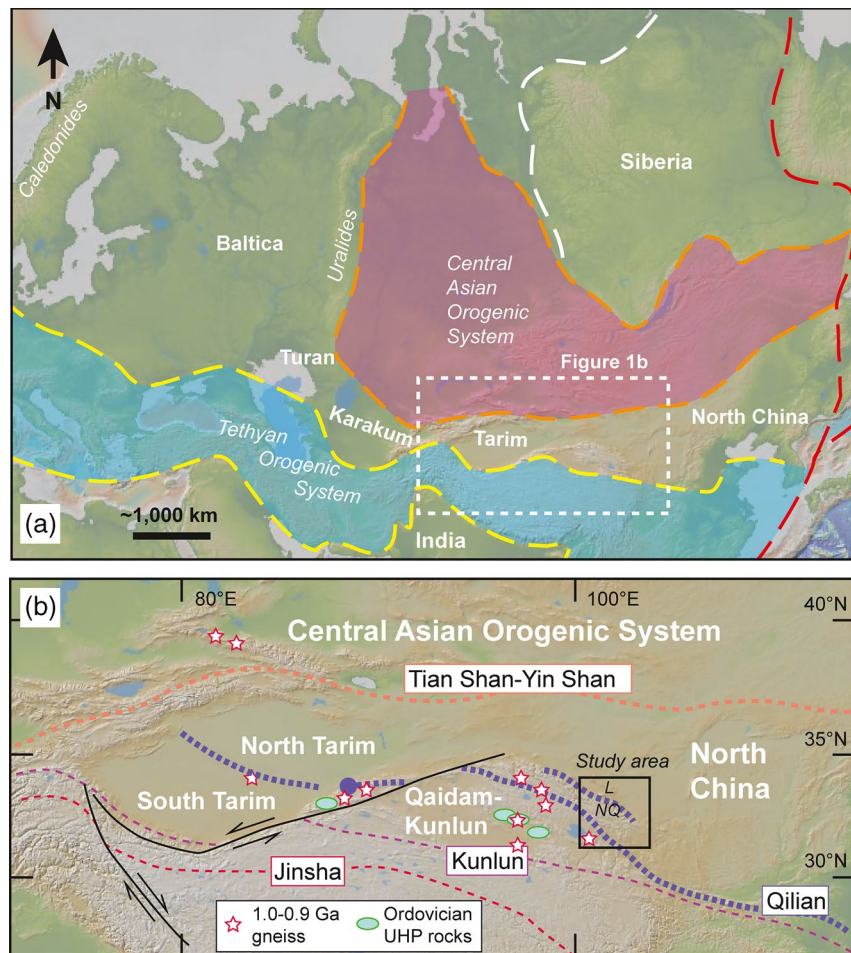 N
Caledonides
Baltica
Uralides
Siberia
Central
Asian
Orogenic
System
Turan
Figure 1b
Karakum
Tarim
North China
Tethyan
Orogenic
System
(a)
~1,000 km
India
(b)
80°E
100°E
40°N
Central Asian Orogenic System
Tian Shan-Yin Shan
35°N
North Tarim
Study area
North
China
South Tarim
Qaidam-
Kunlun
L
NQ
Jinsha
Kunlun
30°N
Qilian
1.0-0.9 Ga
gneiss
Ordovician
UHP rocks